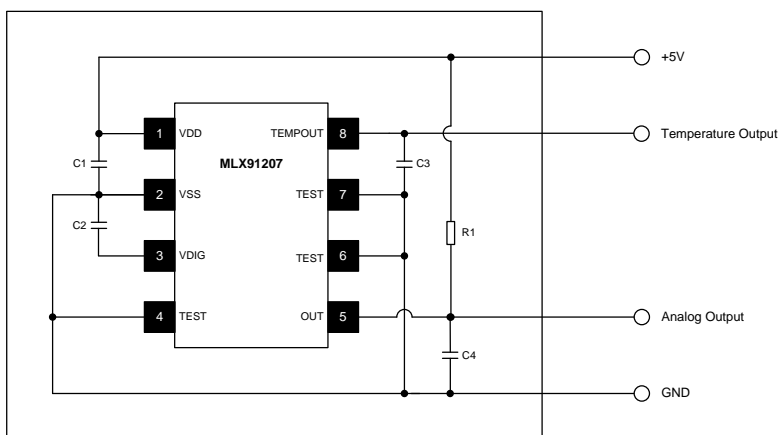 +5V
1 VDD TEMPOUT 8 Temperature Output
MLX91207
C1 C3
2 VSS TEST 7
C2 R1
3 VDIG TEST 6
4 TEST OUT 5 Analog Output
C4
GND